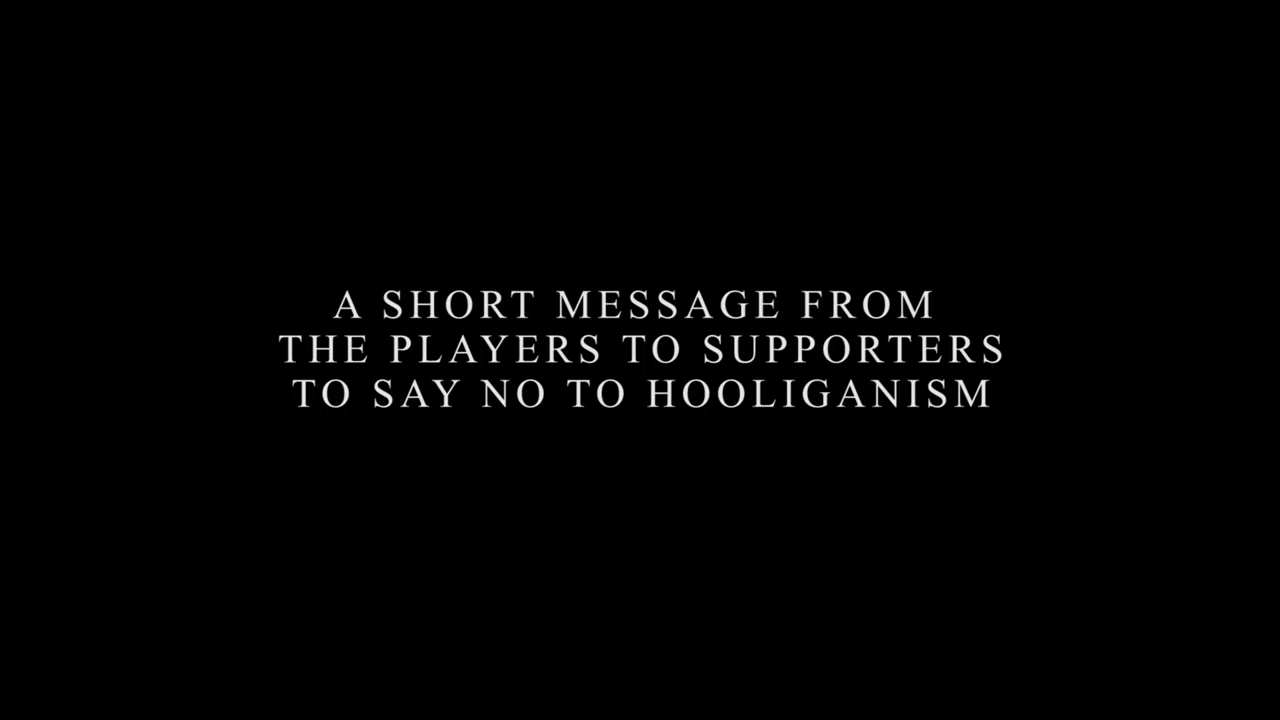 A SHORT MESSAGE FROM
THE PLAYERS TO SUPPORTERS
TO SAY NO TO HOOLIGANISM